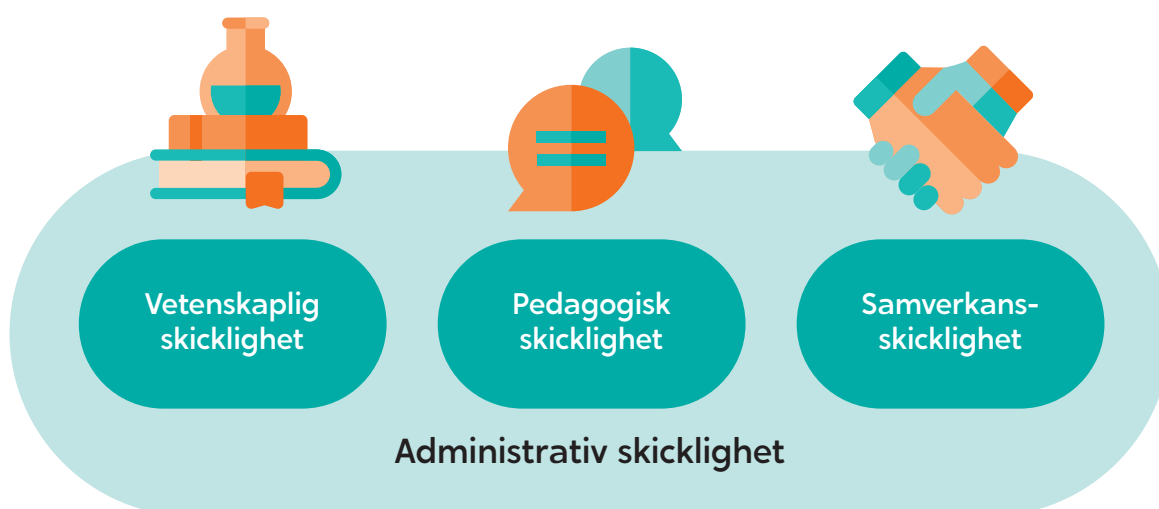 Vetenskaplig
skicklighet
Pedagogisk
skicklighet
Samverkans-
skicklighet
Administrativ skicklighet